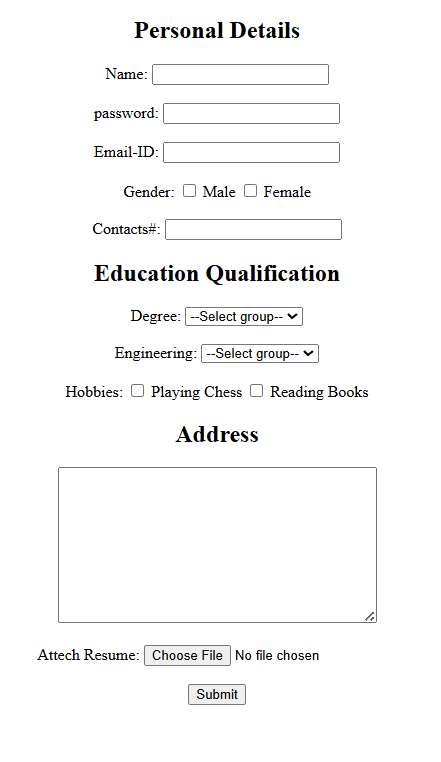 Personal Details
Name:
password:
Email-ID:
Gender: Male Female
Contacts#:
Education Qualification
Degree: --Select group--
Engineering: --Select group--
Hobbies: Playing Chess Reading Books
Address
Attech Resume: Choose File No file chosen
Submit